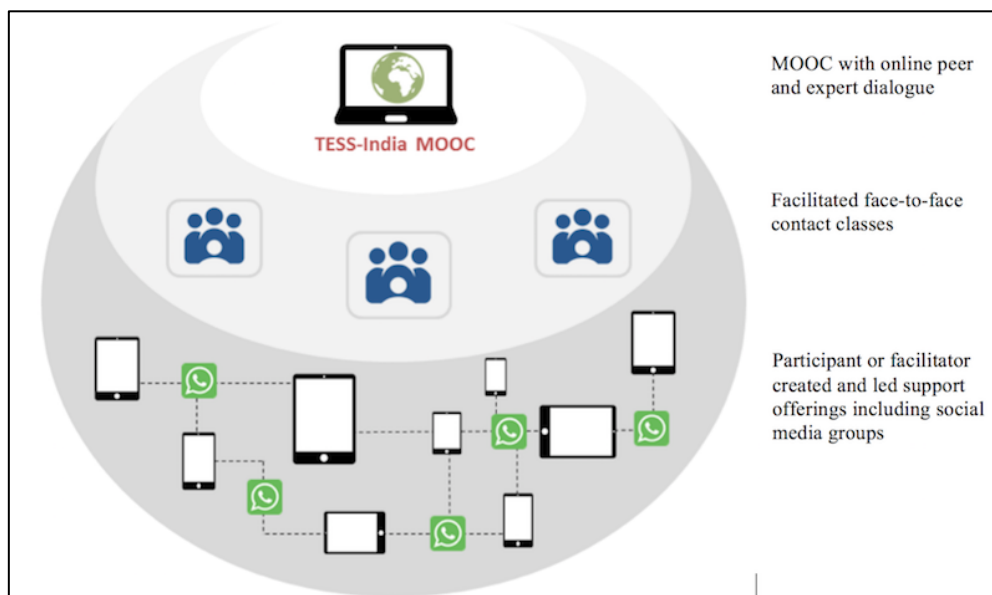 TESS-India MOOC
MOOC with online peer
and expert dialogue
Facilitated face-to-face
contact classes
Participant or facilitator
created and led support
offerings including social
media groups